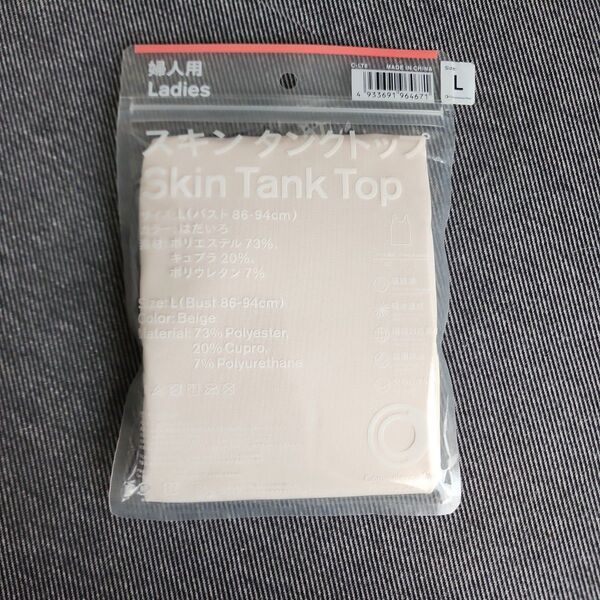 婦人用
Ladies
C-LT8 MADE IN CHINA
4 933691 964671
Size:
L
スキン タンクトップ
Skin Tank Top
サイズ: L(バスト 86-94cm)
カラー: はだいろ
素材: ポリエステル 73%、
キュプラ 20%、
ポリウレタン 7%
Size: L(Bust 86-94cm)
Color: Beige
Material: 73% Polyester,
20% Cupro,
7% Polyurethane